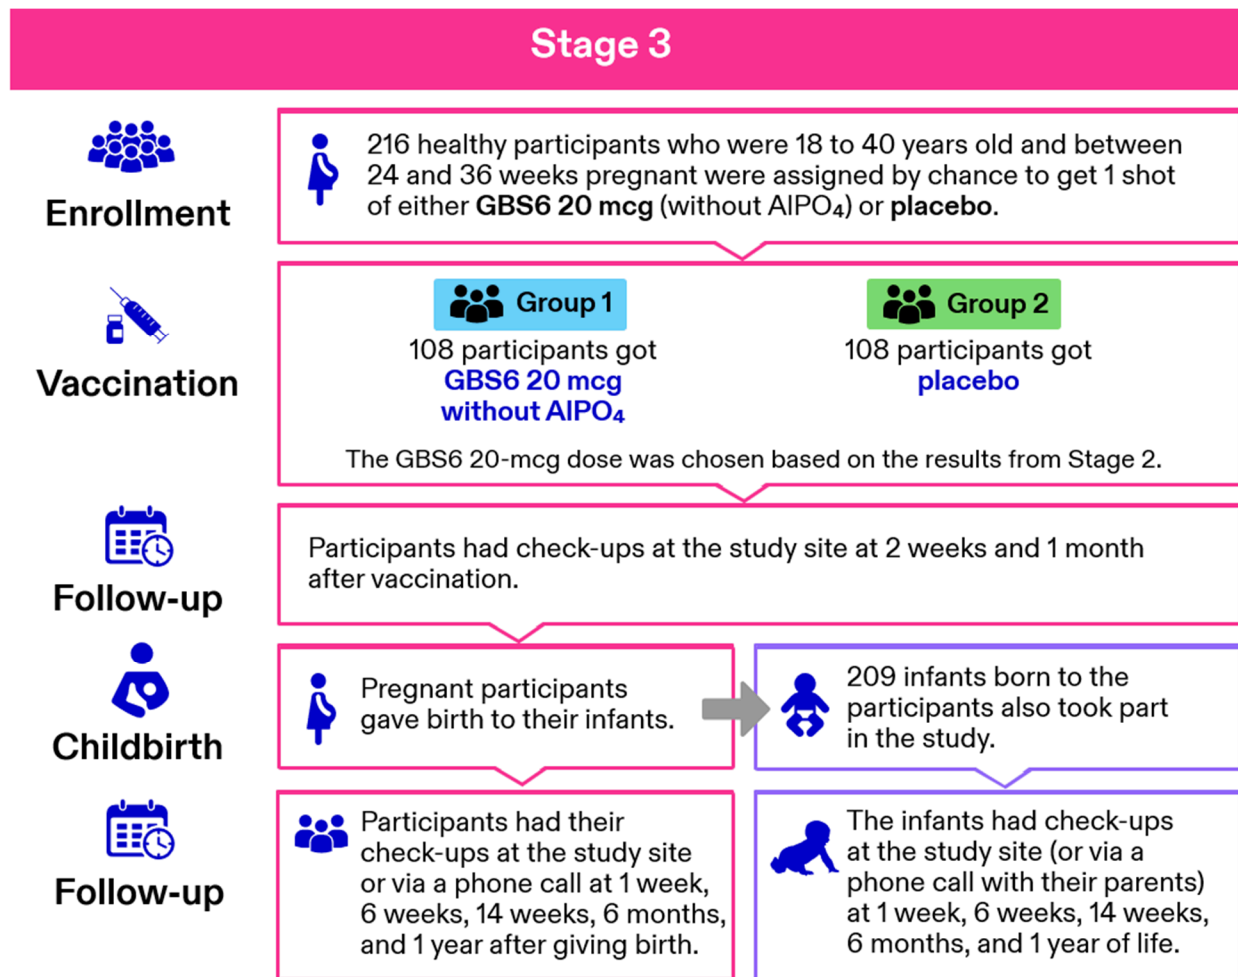 Stage 3
Enrollment
216 healthy participants who were 18 to 40 years old and between
24 and 36 weeks pregnant were assigned by chance to get 1 shot
of either GBS6 20 mcg (without AlPO₄) or placebo.
Vaccination
Group 1
108 participants got
GBS6 20 mcg
without AlPO₄
Group 2
108 participants got
placebo
The GBS6 20-mcg dose was chosen based on the results from Stage 2.
Follow-up
Participants had check-ups at the study site at 2 weeks and 1 month
after vaccination.
Childbirth
Pregnant participants
gave birth to their infants.
209 infants born to the
participants also took part
in the study.
Follow-up
Participants had their
check-ups at the study site
or via a phone call at 1 week,
6 weeks, 14 weeks, 6 months,
and 1 year after giving birth.
The infants had check-ups
at the study site (or via a
phone call with their parents)
at 1 week, 6 weeks, 14 weeks,
6 months, and 1 year of life.